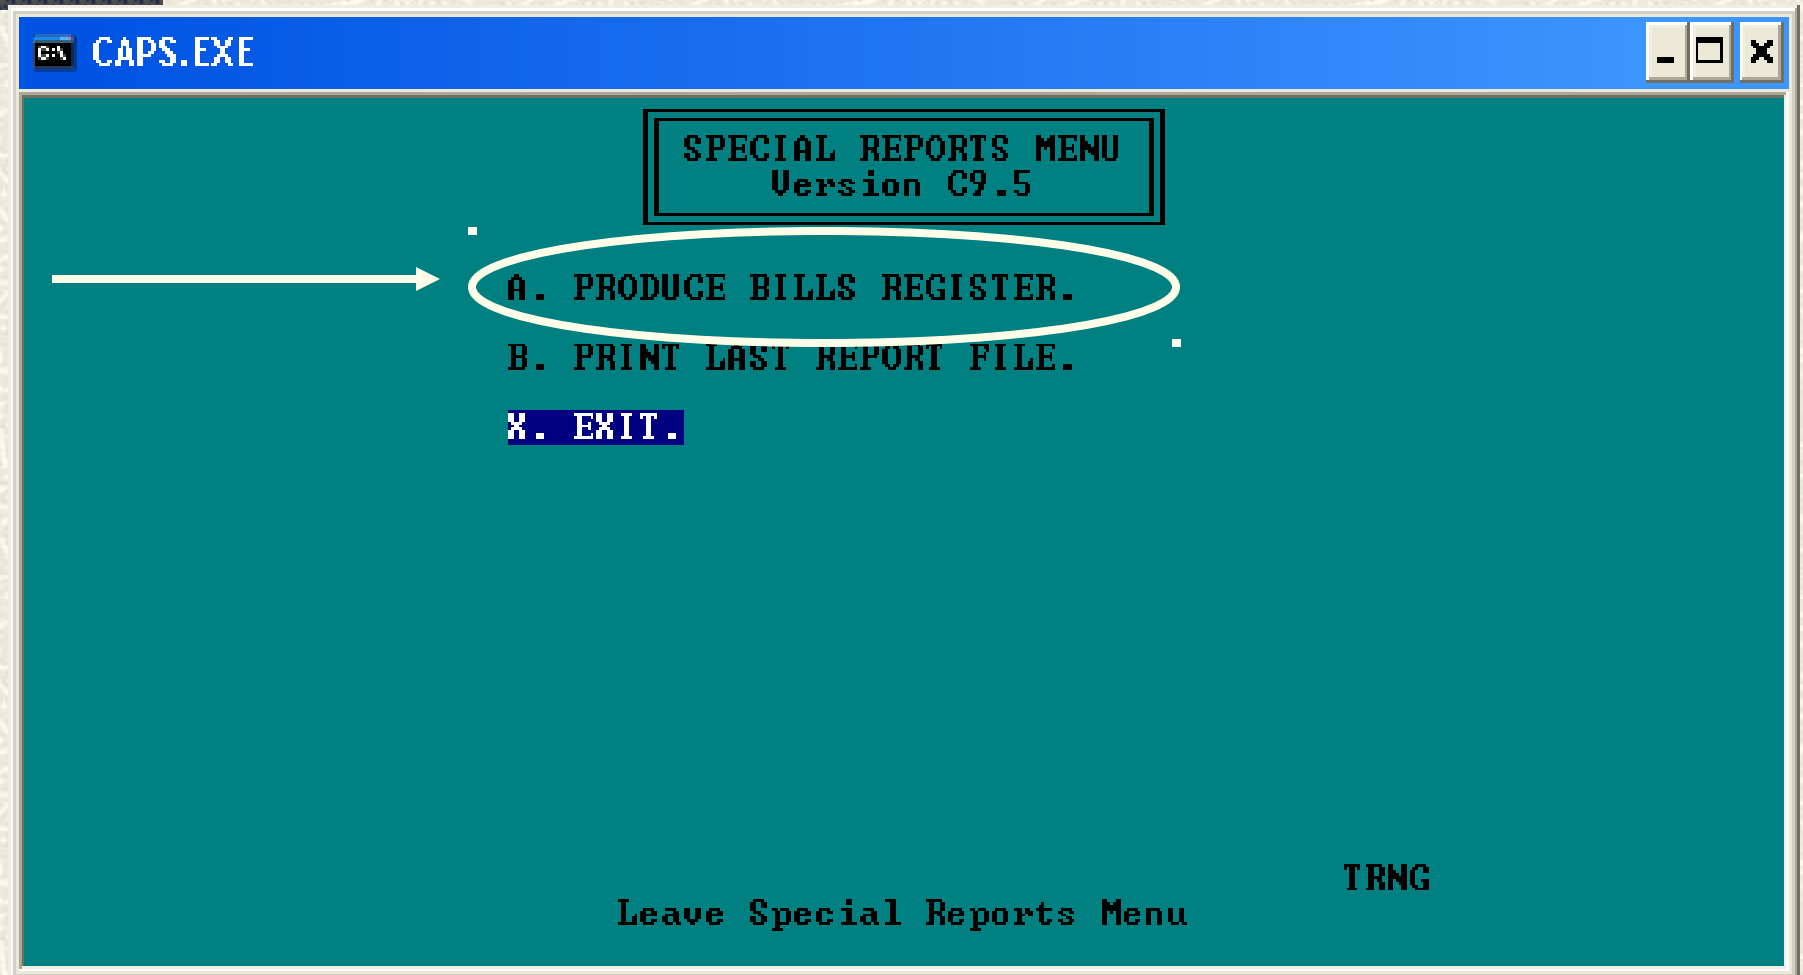 C:\ CAPS.EXE
SPECIAL REPORTS MENU
Version C9.5
A. PRODUCE BILLS REGISTER.
B. PRINT LAST REPORT FILE.
X. EXIT.
TRNG
Leave Special Reports Menu